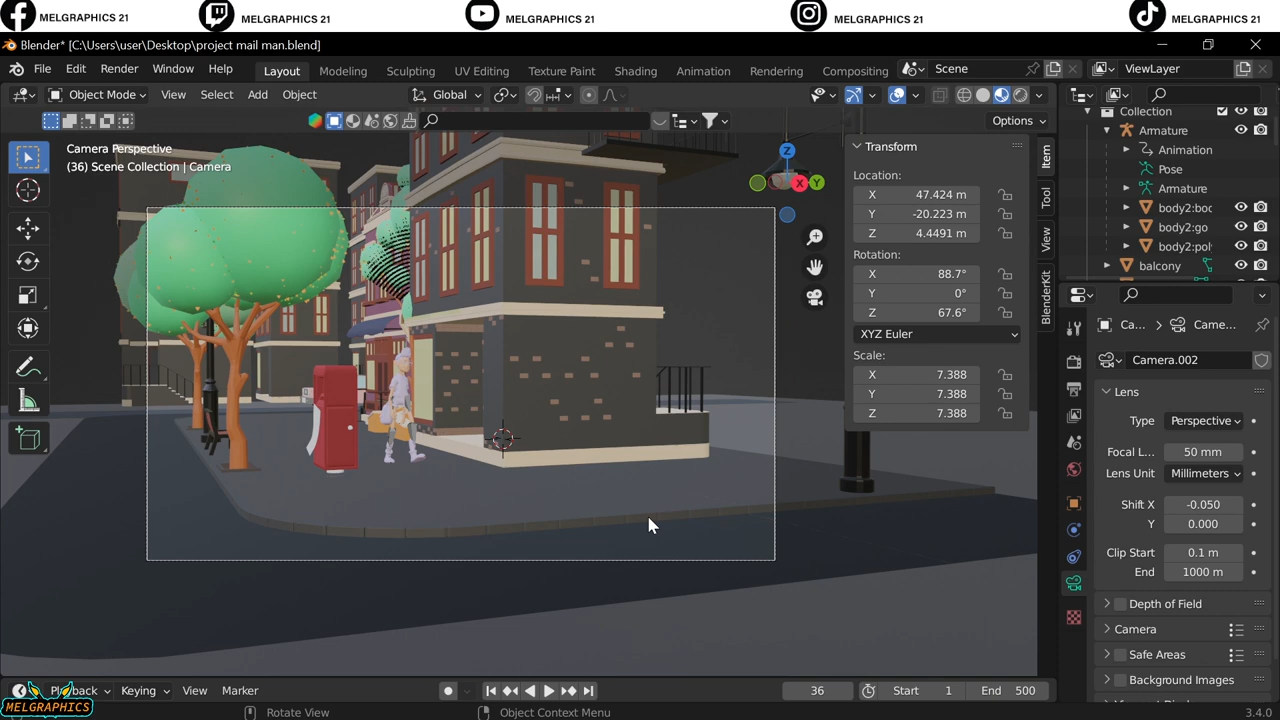 MELGRAPHICS 21 MELGRAPHICS 21 MELGRAPHICS 21 MELGRAPHICS 21 MELGRAPHICS 21
Blender* [C:\Users\user\Desktop\project mail man.blend]
File Edit Render Window Help Layout Modeling Sculpting UV Editing Texture Paint Shading Animation Rendering Compositing Scene ViewLayer
Object Mode View Select Add Object Global
Options
Camera Perspective
(36) Scene Collection | Camera
Z
X
Y
Transform
Location:
X 47.424 m
Y -20.223 m
Z 4.4491 m
Rotation:
X 88.7°
Y 0°
Z 67.6°
XYZ Euler
Scale:
X 7.388
Y 7.388
Z 7.388
Item
Tool
View
BlenderKit
Collection
Armature
Animation
Pose
Armature
body2:boc
body2:go
body2:pol
balcony
Ca... > Came...
Camera.002
Lens
Type Perspective
Focal L... 50 mm
Lens Unit Millimeters
Shift X -0.050
Y 0.000
Clip Start 0.1 m
End 1000 m
Depth of Field
Camera
Safe Areas
Background Images
Playback Keying View Marker 36 Start 1 End 500
MELGRAPHICS
Rotate View Object Context Menu 3.4.0